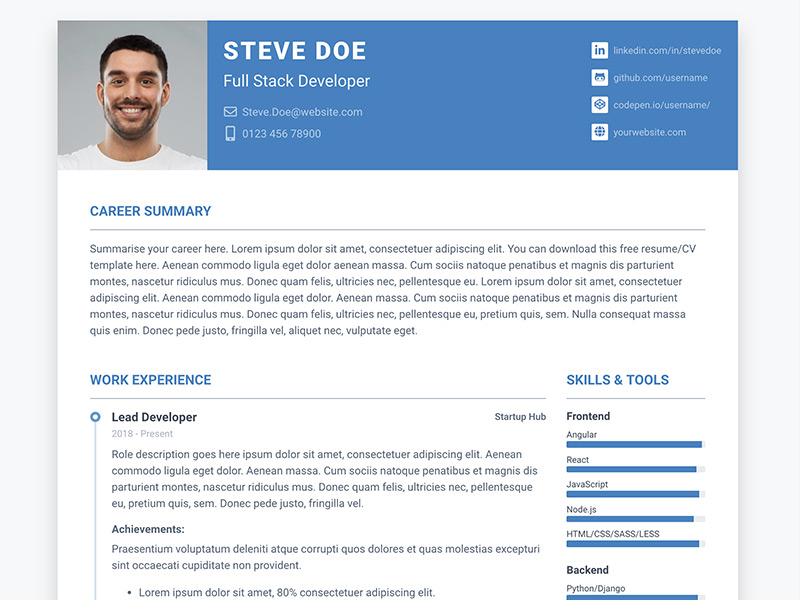 STEVE DOE
Full Stack Developer
Steve.Doe@website.com
0123 456 78900
linkedin.com/in/stevedoe
github.com/username
codepen.io/username/
yourwebsite.com
CAREER SUMMARY
Summarise your career here. Lorem ipsum dolor sit amet, consectetuer adipiscing elit. You can download this free resume/CV
template here. Aenean commodo ligula eget dolor aenean massa. Cum sociis natoque penatibus et magnis dis parturient
montes, nascetur ridiculus mus. Donec quam felis, ultricies nec, pellentesque eu. Lorem ipsum dolor sit amet, consectetuer
adipiscing elit. Aenean commodo ligula eget dolor. Aenean massa. Cum sociis natoque penatibus et magnis dis parturient
montes, nascetur ridiculus mus. Donec quam felis, ultricies nec, pellentesque eu, pretium quis, sem. Nulla consequat massa
quis enim. Donec pede justo, fringilla vel, aliquet nec, vulputate eget.
WORK EXPERIENCE
Lead Developer
Startup Hub
2018 - Present
Role description goes here ipsum dolor sit amet, consectetuer adipiscing elit. Aenean
commodo ligula eget dolor. Aenean massa. Cum sociis natoque penatibus et magnis dis
parturient montes, nascetur ridiculus mus. Donec quam felis, ultricies nec, pellentesque
eu, pretium quis, sem. Donec pede justo, fringilla vel.
Achievements:
Praesentium voluptatum deleniti atque corrupti quos dolores et quas molestias excepturi
sint occaecati cupiditate non provident.
• Lorem ipsum dolor sit amet, 80% consectetuer adipiscing elit.
SKILLS & TOOLS
Frontend
Angular
React
JavaScript
Node.js
HTML/CSS/SASS/LESS
Backend
Python/Django